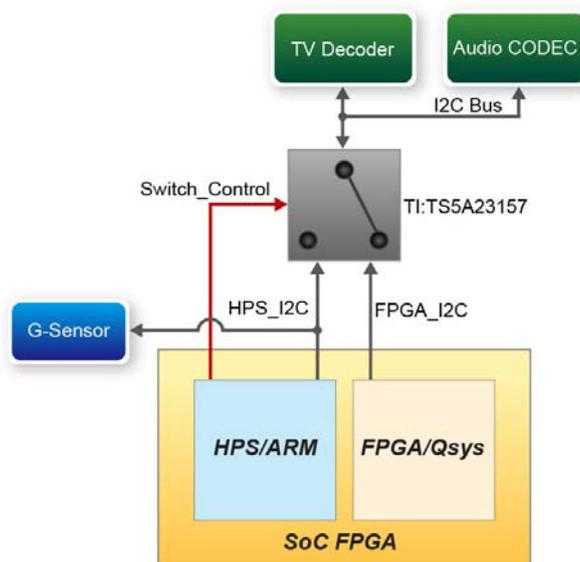 TV Decoder
Audio CODEC
I2C Bus
Switch_Control
TI:TS5A23157
HPS_I2C
FPGA_I2C
G-Sensor
HPS/ARM
FPGA/Qsys
SoC FPGA